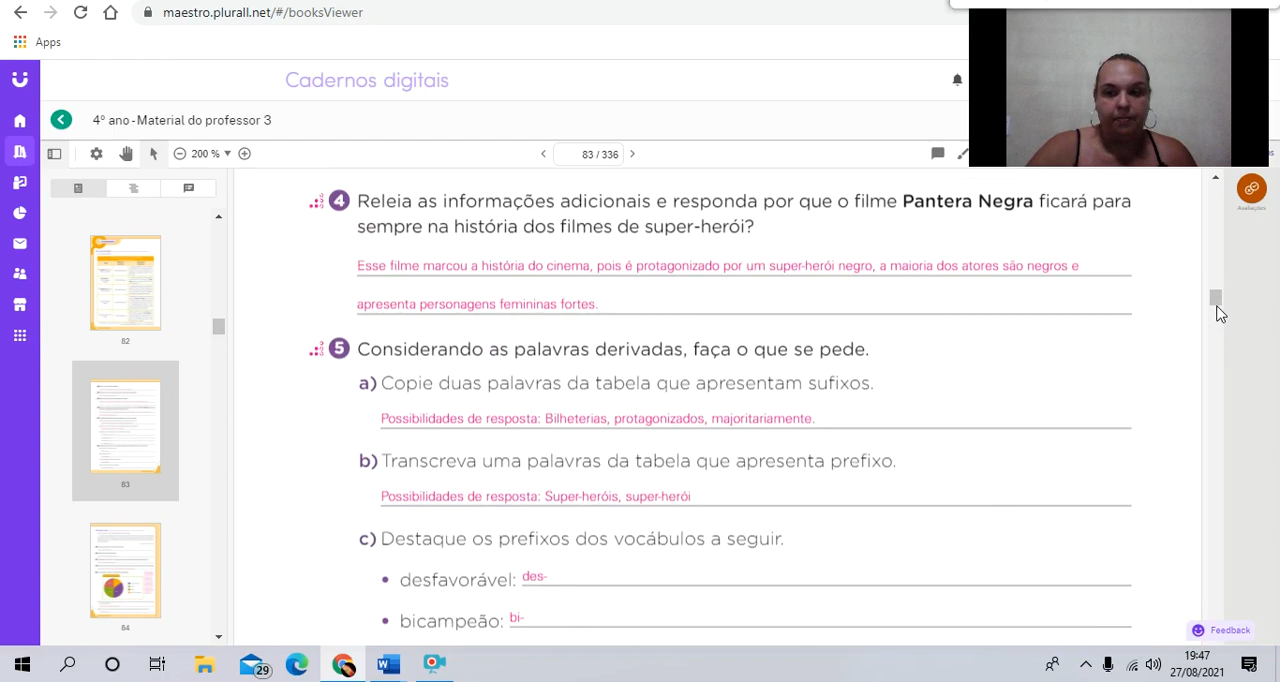 maestro.plurall.net/#/booksViewer
Apps
Cadernos digitais
4º ano - Material do professor 3
200 %
83 / 336
Avaliações
82
83
84
4 Releia as informações adicionais e responda por que o filme Pantera Negra ficará para
sempre na história dos filmes de super-herói?
Esse filme marcou a história do cinema, pois é protagonizado por um super-herói negro, a maioria dos atores são negros e
apresenta personagens femininas fortes.
5 Considerando as palavras derivadas, faça o que se pede.
a) Copie duas palavras da tabela que apresentam sufixos.
Possibilidades de resposta: Bilheterias, protagonizados, majoritariamente.
b) Transcreva uma palavras da tabela que apresenta prefixo.
Possibilidades de resposta: Super-heróis, super-herói
c) Destaque os prefixos dos vocábulos a seguir.
• desfavorável: des-
• bicampeão: bi-
Feedback
29
19:47
27/08/2021